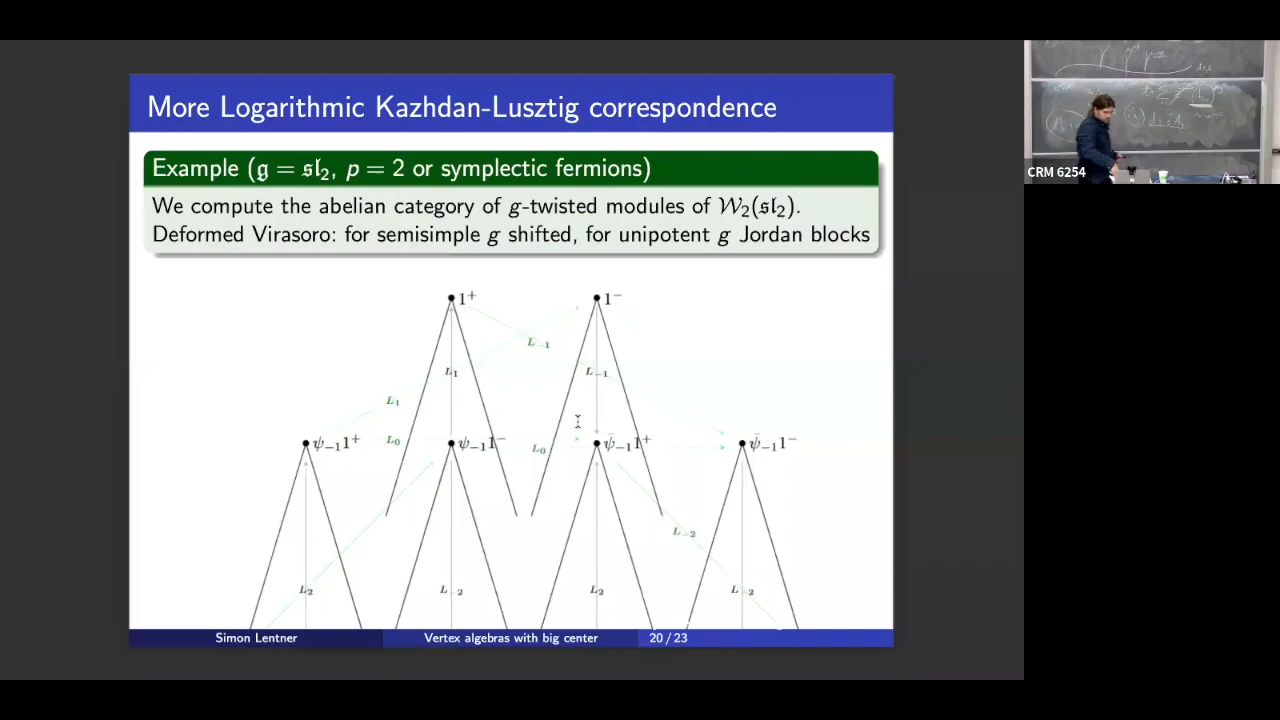 More Logarithmic Kazhdan-Lusztig correspondence
Example (𝔤 = 𝔰𝔩₂, p = 2 or symplectic fermions)
We compute the abelian category of g-twisted modules of 𝒲₂(𝔰𝔩₂).
Deformed Virasoro: for semisimple g shifted, for unipotent g Jordan blocks
1⁺ 1⁻
L₋₁
L₁ L₋₁
L₁
ψ₋₁1⁺ L₀ ψ₋₁1⁻ L₀ ψ̄₋₁1⁺ ψ̄₋₁1⁻
L₋₂
L₂ L₋₂ L₂ L₋₂
Simon Lentner Vertex algebras with big center 20 / 23
CRM 6254